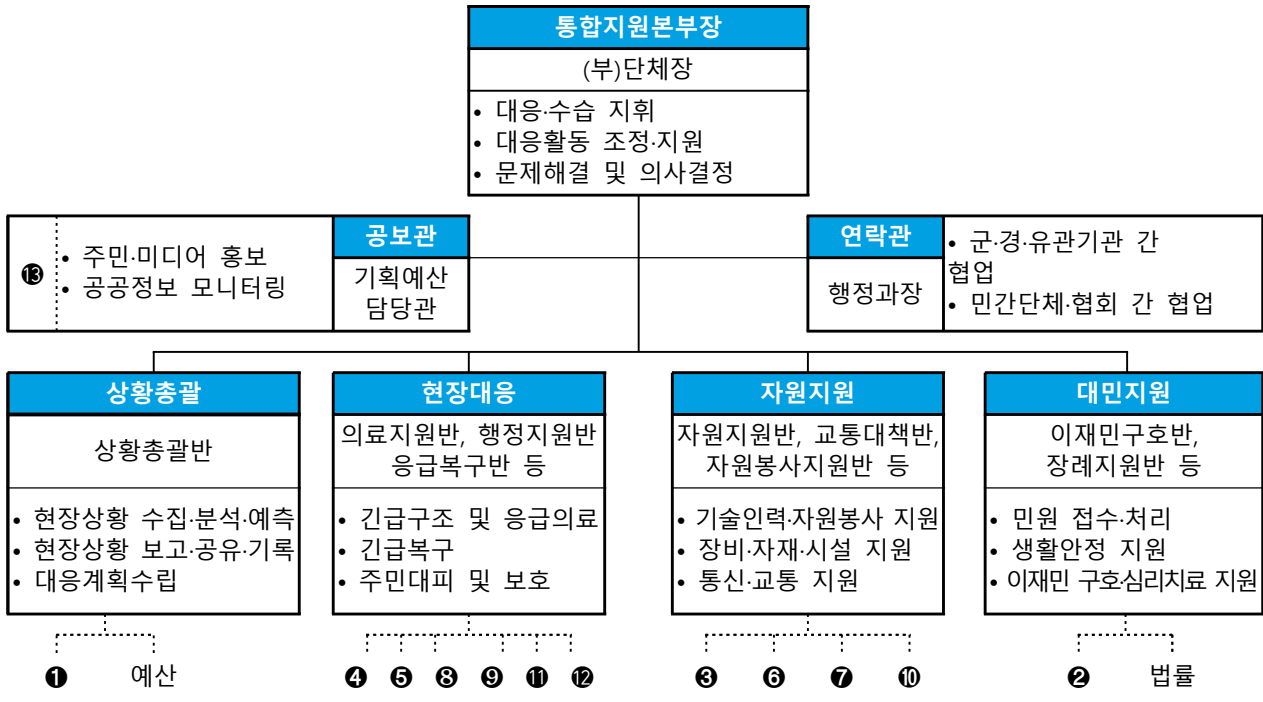 통합지원본부장
(부)단체장
• 대응·수습 지휘
• 대응활동 조정·지원
• 문제해결 및 의사결정
⓭
• 주민·미디어 홍보
• 공공정보 모니터링
공보관
기획예산
담당관
연락관
행정과장
• 군·경·유관기관 간
협업
• 민간단체·협회 간 협업
상황총괄
상황총괄반
• 현장상황 수집·분석·예측
• 현장상황 보고·공유·기록
• 대응계획수립
❶ 예산
현장대응
의료지원반, 행정지원반
응급복구반 등
• 긴급구조 및 응급의료
• 긴급복구
• 주민대피 및 보호
❹ ❺ ❽ ❾ ⓫ ⓬
자원지원
자원지원반, 교통대책반,
자원봉사지원반 등
• 기술인력·자원봉사 지원
• 장비·자재·시설 지원
• 통신·교통 지원
❸ ❻ ❼ ❿
대민지원
이재민구호반,
장례지원반 등
• 민원 접수·처리
• 생활안정 지원
• 이재민 구호·심리치료 지원
❷ 법률